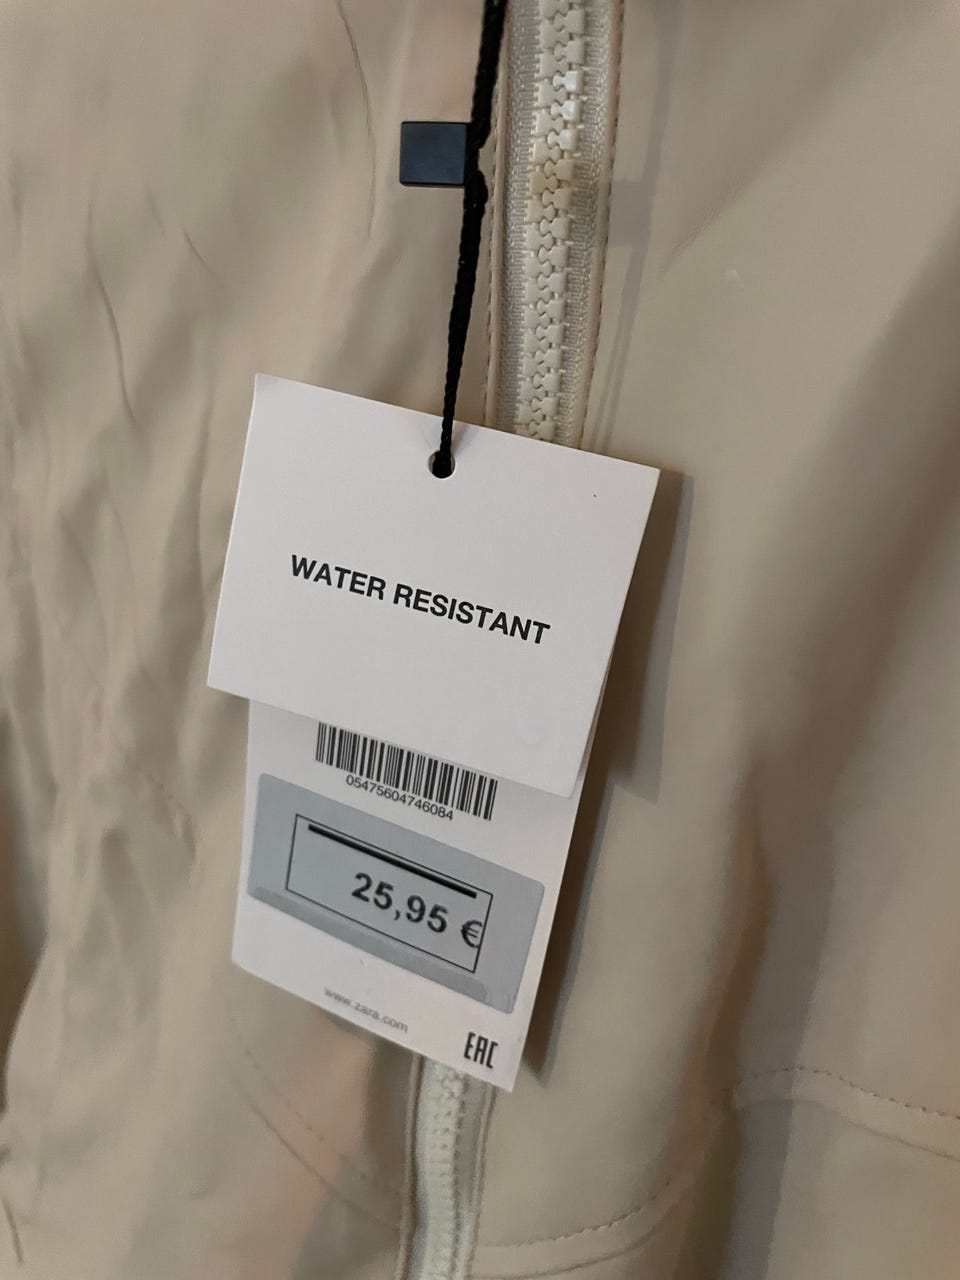 WATER RESISTANT
05475604746084
25,95 €
www.zara.com
EAC